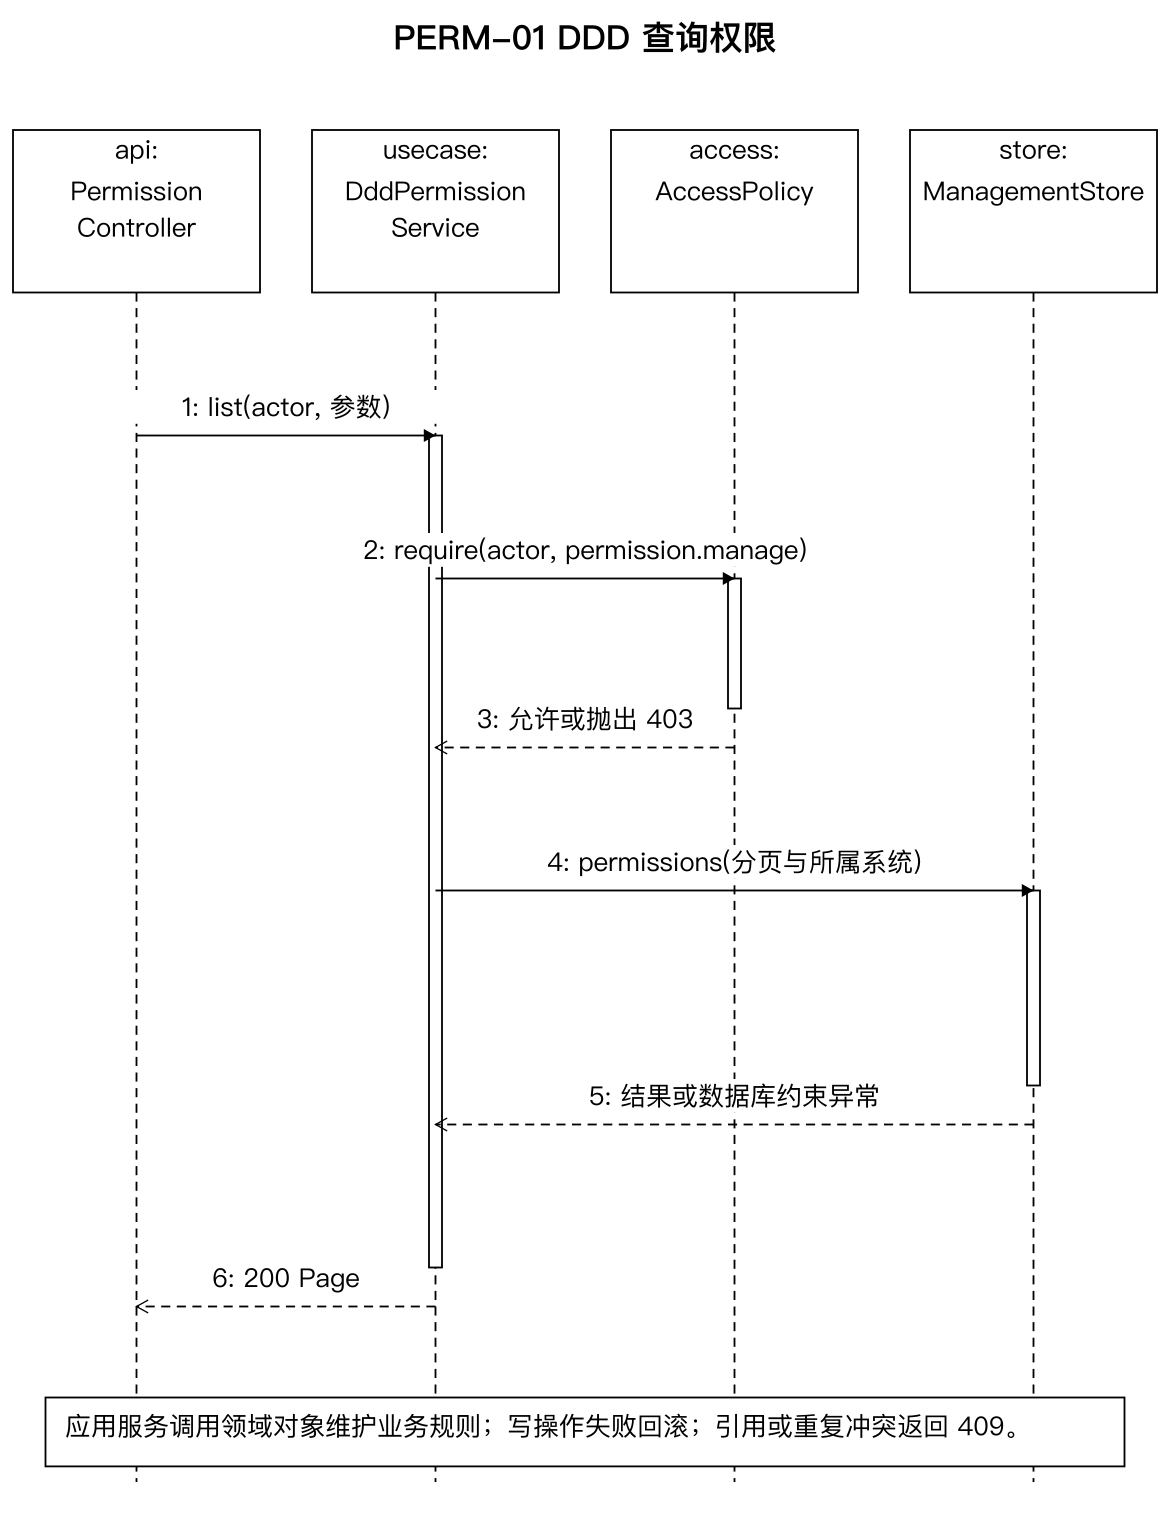 PERM-01 DDD 查询权限
api:
Permission
Controller
usecase:
DddPermission
Service
access:
AccessPolicy
store:
ManagementStore
1: list(actor, 参数)
2: require(actor, permission.manage)
3: 允许或抛出 403
4: permissions(分页与所属系统)
5: 结果或数据库约束异常
6: 200 Page
应用服务调用领域对象维护业务规则；写操作失败回滚；引用或重复冲突返回 409。